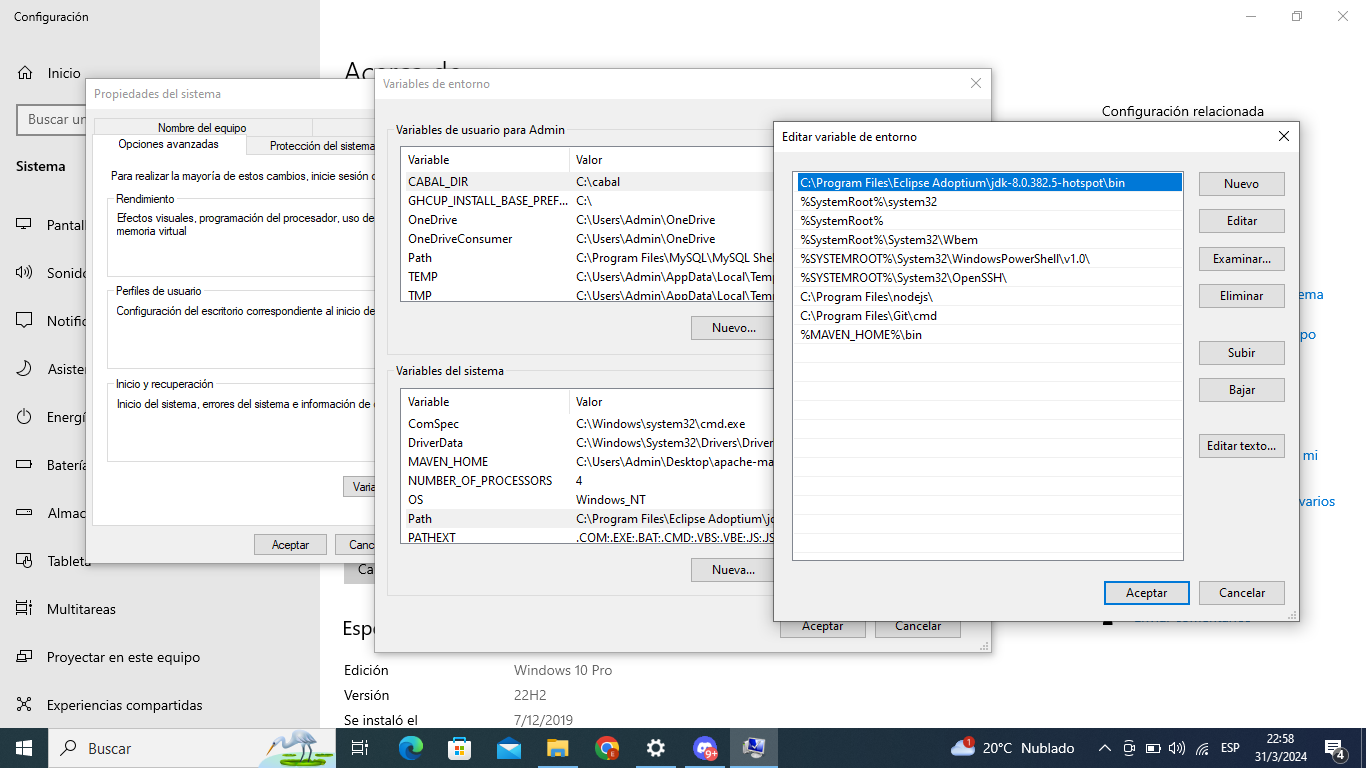 Configuración
Inicio
Buscar un
Sistema
Pantal
Sonido
Notific
Asiste
Energí
Batería
Almac
Tableta
Multitareas
Proyectar en este equipo
Experiencias compartidas
Acerca de
Propiedades del sistema
Nombre del equipo
Opciones avanzadas
Protección del sistema
Para realizar la mayoría de estos cambios, inicie sesión c
Rendimiento
Efectos visuales, programación del procesador, uso de
memoria virtual
Perfiles de usuario
Configuración del escritorio correspondiente al inicio de
Inicio y recuperación
Inicio del sistema, errores del sistema e información de
Varia
Aceptar
Canc
Ca
Variables de entorno
Variables de usuario para Admin
Variable Valor
CABAL_DIR C:\cabal
GHCUP_INSTALL_BASE_PREF... C:\
OneDrive C:\Users\Admin\OneDrive
OneDriveConsumer C:\Users\Admin\OneDrive
Path C:\Program Files\MySQL\MySQL She
TEMP C:\Users\Admin\AppData\Local\Tem
TMP C:\Users\Admin\AppData\Local\Tem
Nuevo...
Variables del sistema
Variable Valor
ComSpec C:\Windows\system32\cmd.exe
DriverData C:\Windows\System32\Drivers\Driver
MAVEN_HOME C:\Users\Admin\Desktop\apache-ma
NUMBER_OF_PROCESSORS 4
OS Windows_NT
Path C:\Program Files\Eclipse Adoptium\jd
PATHEXT .COM;.EXE;.BAT;.CMD;.VBS;.VBE;.JS;.JS
Nueva...
Aceptar Cancelar
Configuración relacionada
ema
po
mi
varios
Editar variable de entorno
C:\Program Files\Eclipse Adoptium\jdk-8.0.382.5-hotspot\bin
%SystemRoot%\system32
%SystemRoot%
%SystemRoot%\System32\Wbem
%SYSTEMROOT%\System32\WindowsPowerShell\v1.0\
%SYSTEMROOT%\System32\OpenSSH\
C:\Program Files\nodejs\
C:\Program Files\Git\cmd
%MAVEN_HOME%\bin
Nuevo
Editar
Examinar...
Eliminar
Subir
Bajar
Editar texto...
Aceptar Cancelar
Espe
Edición Windows 10 Pro
Versión 22H2
Se instaló el 7/12/2019
Buscar
E
9+
1
20°C Nublado
ESP
22:58
31/3/2024
4